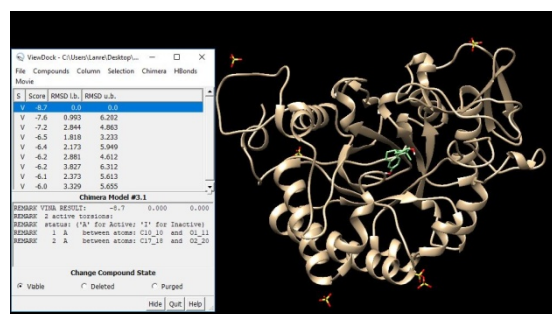 ViewDock - C:\Users\Lanre\Desktop\...
File Compounds Column Selection Chimera HBonds
Movie
S Score RMSD l.b. RMSD u.b.
V -8.7 0.0 0.0
V -7.6 0.993 6.202
V -7.2 2.844 4.863
V -6.5 1.818 3.233
V -6.4 2.173 5.949
V -6.2 2.881 4.612
V -6.2 3.827 6.312
V -6.1 2.373 5.613
V -6.0 3.329 5.655
Chimera Model #3.1
REMARK VINA RESULT: -8.7 0.000 0.000
REMARK 2 active torsions:
REMARK status: ('A' for Active; 'I' for Inactive)
REMARK 1 A between atoms: C10_10 and O1_11
REMARK 2 A between atoms: C17_18 and O2_20
Change Compound State
Viable Deleted Purged
Hide Quit Help